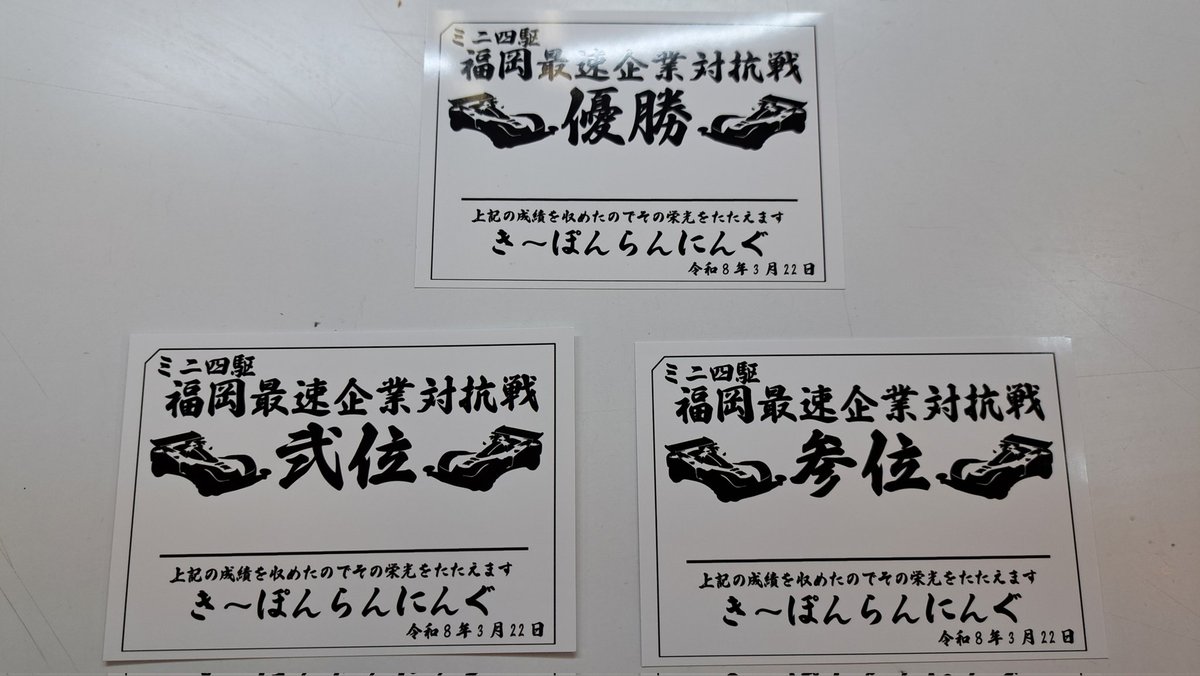 ミニ四駆
福岡最速企業対抗戦
優勝
上記の成績を収めたのでその栄光をたたえます
き～ぽんらんにんぐ
令和8年3月22日
ミニ四駆
福岡最速企業対抗戦
弐位
上記の成績を収めたのでその栄光をたたえます
き～ぽんらんにんぐ
令和8年3月22日
ミニ四駆
福岡最速企業対抗戦
参位
上記の成績を収めたのでその栄光をたたえます
き～ぽんらんにんぐ
令和8年3月22日